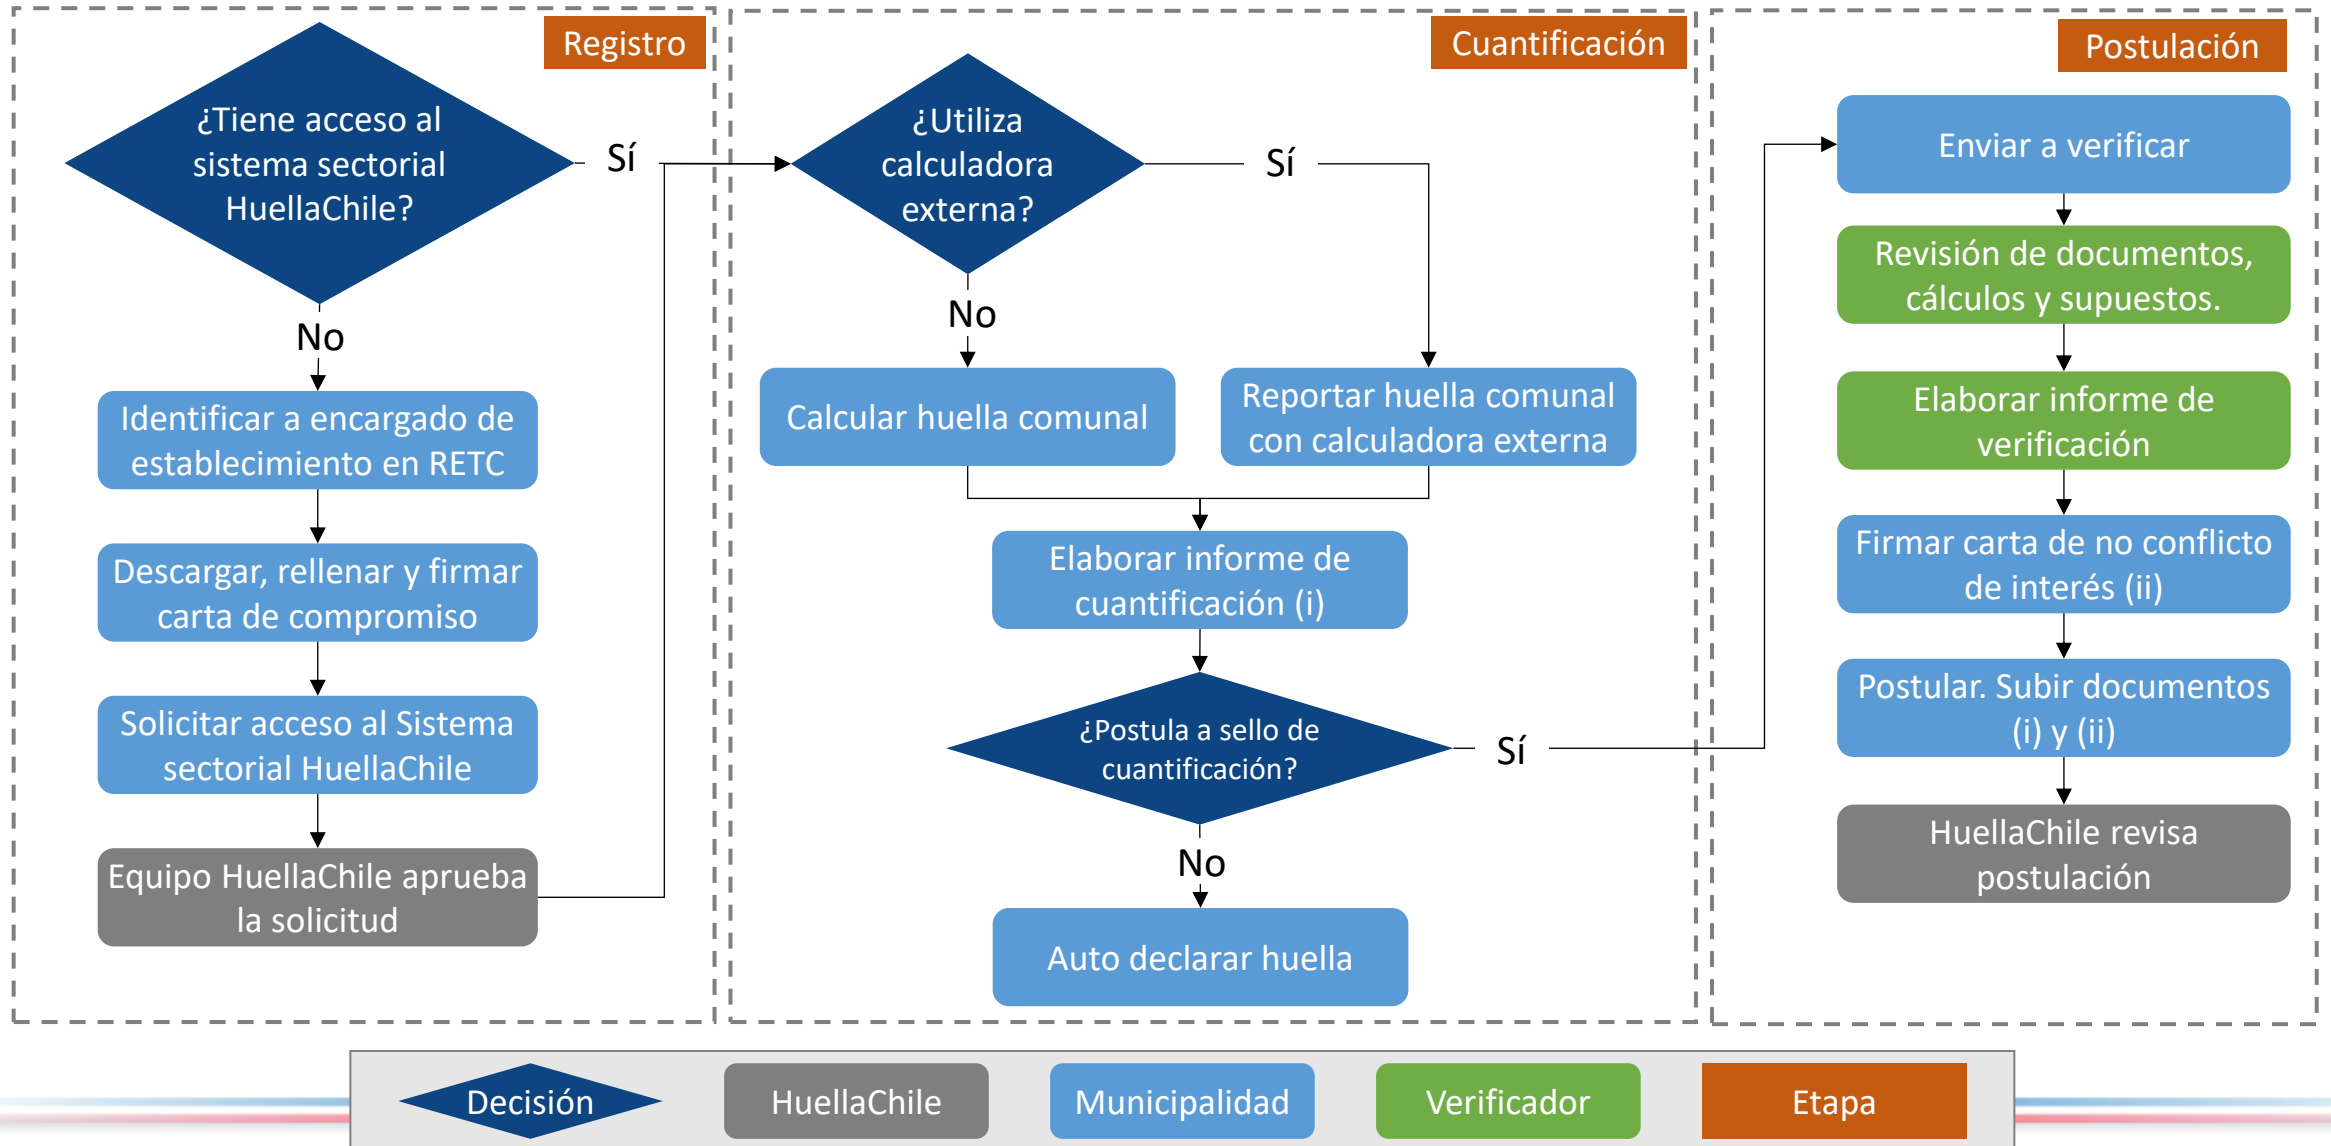 Registro
¿Tiene acceso al
sistema sectorial
HuellaChile?
Sí
No
Identificar a encargado de
establecimiento en RETC
Descargar, rellenar y firmar
carta de compromiso
Solicitar acceso al Sistema
sectorial HuellaChile
Equipo HuellaChile aprueba
la solicitud
Cuantificación
¿Utiliza
calculadora
externa?
Sí
No
Calcular huella comunal
Reportar huella comunal
con calculadora externa
Elaborar informe de
cuantificación (i)
¿Postula a sello de
cuantificación?
Sí
No
Auto declarar huella
Postulación
Enviar a verificar
Revisión de documentos,
cálculos y supuestos.
Elaborar informe de
verificación
Firmar carta de no conflicto
de interés (ii)
Postular. Subir documentos
(i) y (ii)
HuellaChile revisa
postulación
Decisión
HuellaChile
Municipalidad
Verificador
Etapa